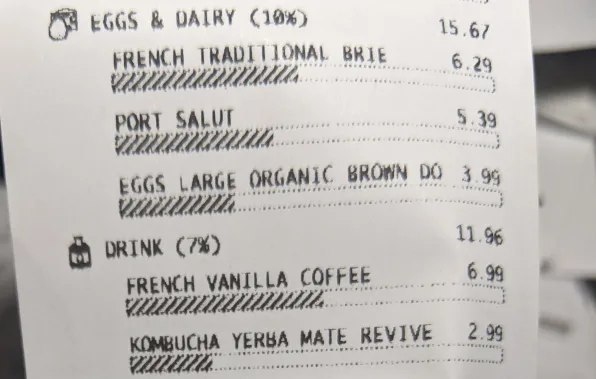 EGGS & DAIRY (10%) 15.67
FRENCH TRADITIONAL BRIE 6.29
PORT SALUT 5.39
EGGS LARGE ORGANIC BROWN DO 3.99
DRINK (7%) 11.96
FRENCH VANILLA COFFEE 6.99
KOMBUCHA YERBA MATE REVIVE 2.99